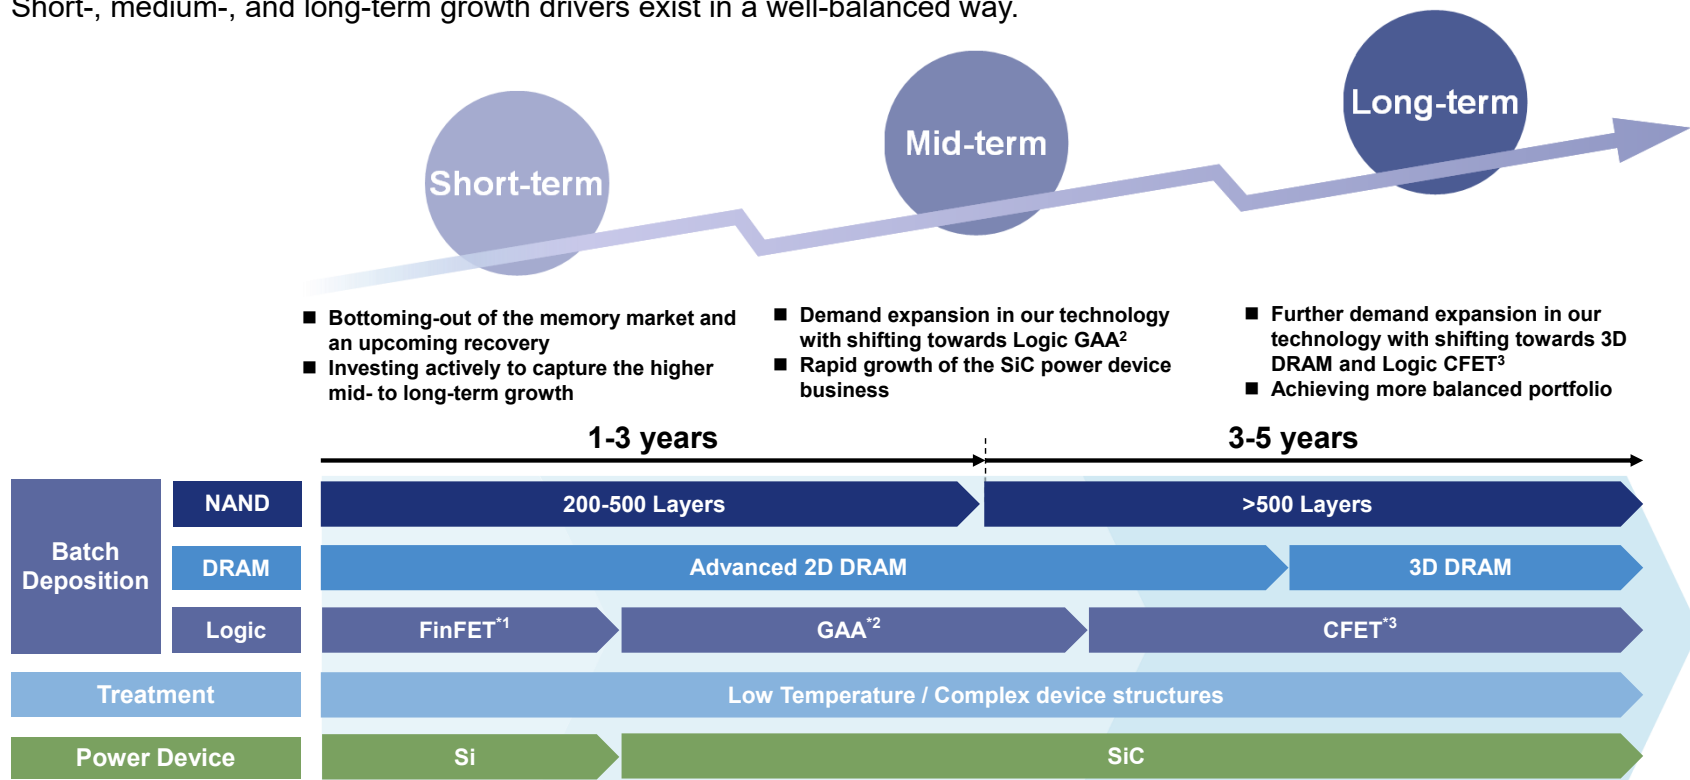 Short-, medium-, and long-term growth drivers exist in a well-balanced way.
Short-term
Mid-term
Long-term
■ Bottoming-out of the memory market and
an upcoming recovery
■ Investing actively to capture the higher
mid- to long-term growth
■ Demand expansion in our technology
with shifting towards Logic GAA²
■ Rapid growth of the SiC power device
business
■ Further demand expansion in our
technology with shifting towards 3D
DRAM and Logic CFET³
■ Achieving more balanced portfolio
1-3 years
3-5 years
Batch
Deposition
NAND
200-500 Layers
>500 Layers
DRAM
Advanced 2D DRAM
3D DRAM
Logic
FinFET*1
GAA*2
CFET*3
Treatment
Low Temperature / Complex device structures
Power Device
Si
SiC